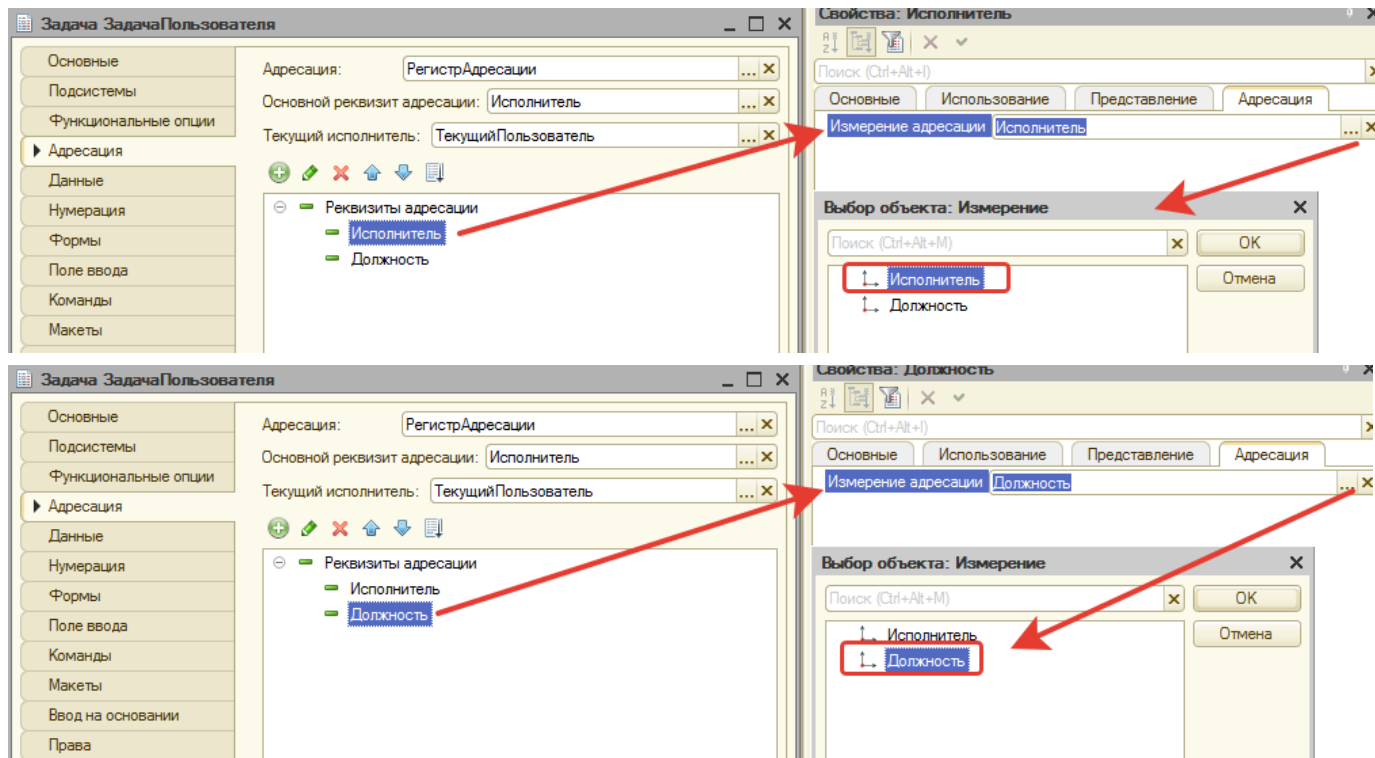 Задача ЗадачаПользователя
Основные
Подсистемы
Функциональные опции
Адресация
Данные
Нумерация
Формы
Поле ввода
Команды
Макеты
Адресация: РегистрАдресации ...
Основной реквизит адресации: Исполнитель ...
Текущий исполнитель: ТекущийПользователь ...
Реквизиты адресации
Исполнитель
Должность
Свойства: Исполнитель
Поиск (Ctrl+Alt+I)
Основные Использование Представление Адресация
Измерение адресации Исполнитель ...
Выбор объекта: Измерение
Поиск (Ctrl+Alt+M) OK
Исполнитель Отмена
Должность
Задача ЗадачаПользователя
Основные
Подсистемы
Функциональные опции
Адресация
Данные
Нумерация
Формы
Поле ввода
Команды
Макеты
Ввод на основании
Права
Адресация: РегистрАдресации ...
Основной реквизит адресации: Исполнитель ...
Текущий исполнитель: ТекущийПользователь ...
Реквизиты адресации
Исполнитель
Должность
Свойства: Должность
Поиск (Ctrl+Alt+I)
Основные Использование Представление Адресация
Измерение адресации Должность ...
Выбор объекта: Измерение
Поиск (Ctrl+Alt+M) OK
Исполнитель Отмена
Должность